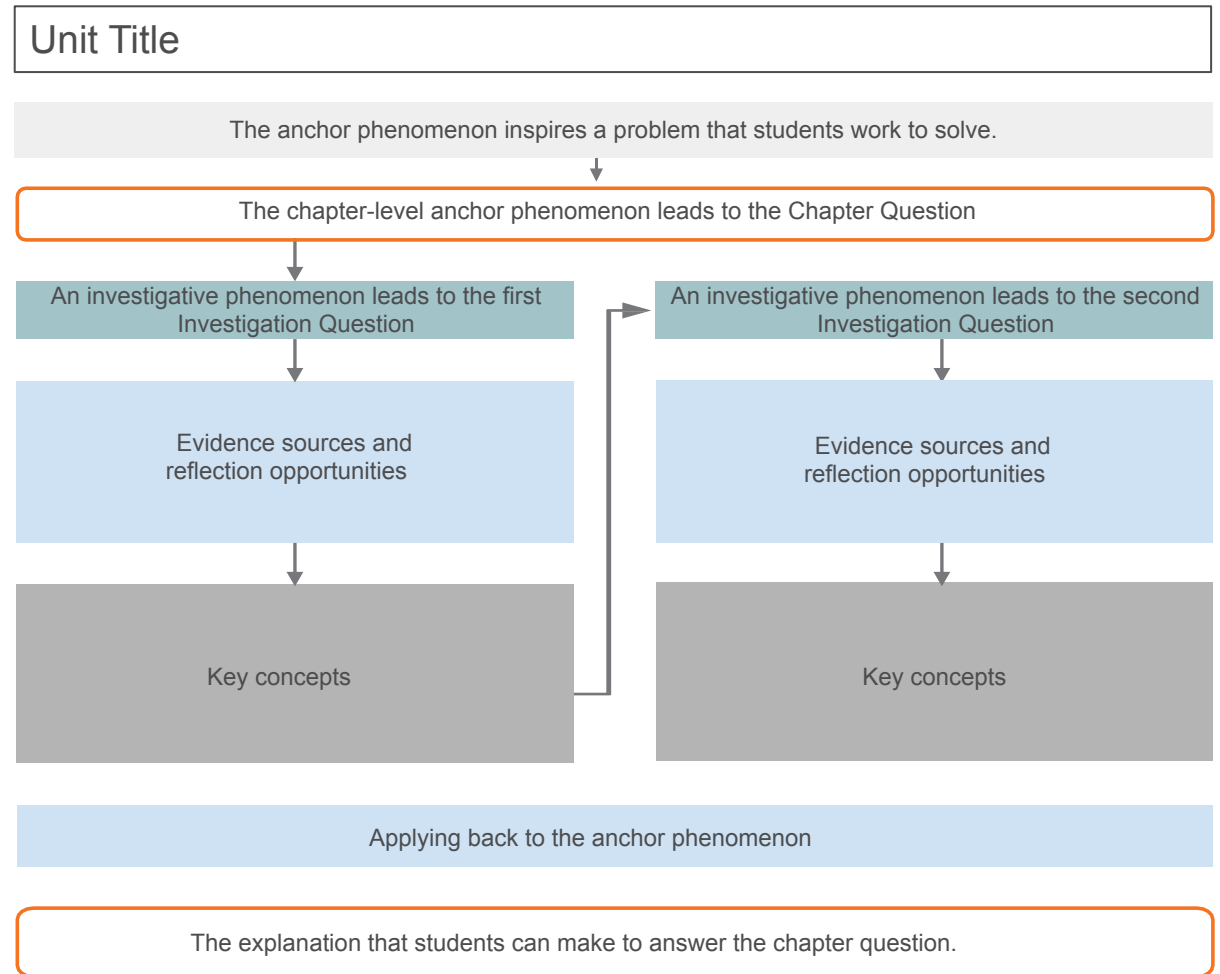 Unit Title
The anchor phenomenon inspires a problem that students work to solve.
The chapter-level anchor phenomenon leads to the Chapter Question
An investigative phenomenon leads to the first
Investigation Question
Evidence sources and
reflection opportunities
Key concepts
An investigative phenomenon leads to the second
Investigation Question
Evidence sources and
reflection opportunities
Key concepts
Applying back to the anchor phenomenon
The explanation that students can make to answer the chapter question.